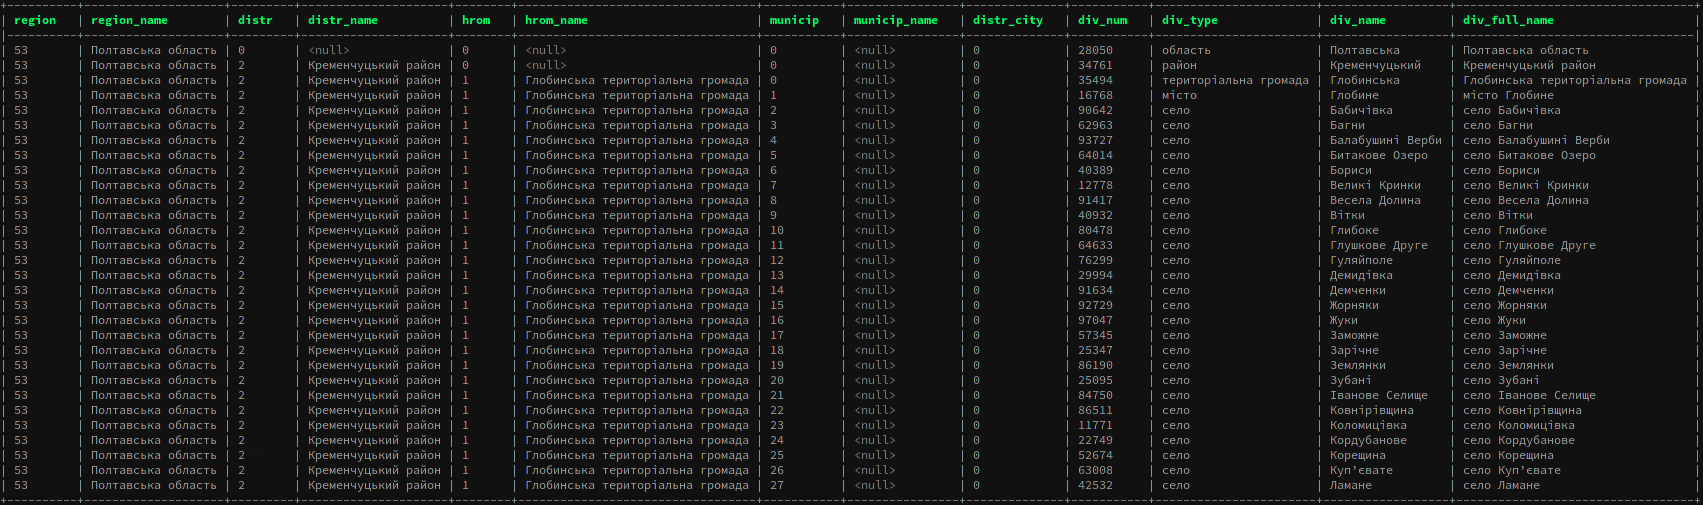 region | region_name | distr | distr_name | hrom | hrom_name | municip | municip_name | distr_city | div_num | div_type | div_name | div_full_name
53 | Полтавська область | 0 | <null> | 0 | <null> | 0 | <null> | 0 | 28050 | область | Полтавська | Полтавська область
53 | Полтавська область | 2 | Кременчуцький район | 0 | <null> | 0 | <null> | 0 | 34761 | район | Кременчуцький | Кременчуцький район
53 | Полтавська область | 2 | Кременчуцький район | 1 | Глобинська територіальна громада | 0 | <null> | 0 | 35494 | територіальна громада | Глобинська | Глобинська територіальна громада
53 | Полтавська область | 2 | Кременчуцький район | 1 | Глобинська територіальна громада | 1 | <null> | 0 | 16768 | місто | Глобине | місто Глобине
53 | Полтавська область | 2 | Кременчуцький район | 1 | Глобинська територіальна громада | 2 | <null> | 0 | 90642 | село | Бабичівка | село Бабичівка
53 | Полтавська область | 2 | Кременчуцький район | 1 | Глобинська територіальна громада | 3 | <null> | 0 | 62963 | село | Багни | село Багни
53 | Полтавська область | 2 | Кременчуцький район | 1 | Глобинська територіальна громада | 4 | <null> | 0 | 93727 | село | Балабушині Верби | село Балабушині Верби
53 | Полтавська область | 2 | Кременчуцький район | 1 | Глобинська територіальна громада | 5 | <null> | 0 | 64014 | село | Битакове Озеро | село Битакове Озеро
53 | Полтавська область | 2 | Кременчуцький район | 1 | Глобинська територіальна громада | 6 | <null> | 0 | 40389 | село | Бориси | село Бориси
53 | Полтавська область | 2 | Кременчуцький район | 1 | Глобинська територіальна громада | 7 | <null> | 0 | 12778 | село | Великі Кринки | село Великі Кринки
53 | Полтавська область | 2 | Кременчуцький район | 1 | Глобинська територіальна громада | 8 | <null> | 0 | 91417 | село | Весела Долина | село Весела Долина
53 | Полтавська область | 2 | Кременчуцький район | 1 | Глобинська територіальна громада | 9 | <null> | 0 | 40932 | село | Вітки | село Вітки
53 | Полтавська область | 2 | Кременчуцький район | 1 | Глобинська територіальна громада | 10 | <null> | 0 | 80478 | село | Глибоке | село Глибоке
53 | Полтавська область | 2 | Кременчуцький район | 1 | Глобинська територіальна громада | 11 | <null> | 0 | 64633 | село | Глушкове Друге | село Глушкове Друге
53 | Полтавська область | 2 | Кременчуцький район | 1 | Глобинська територіальна громада | 12 | <null> | 0 | 76299 | село | Гуляйполе | село Гуляйполе
53 | Полтавська область | 2 | Кременчуцький район | 1 | Глобинська територіальна громада | 13 | <null> | 0 | 29994 | село | Демидівка | село Демидівка
53 | Полтавська область | 2 | Кременчуцький район | 1 | Глобинська територіальна громада | 14 | <null> | 0 | 91634 | село | Демченки | село Демченки
53 | Полтавська область | 2 | Кременчуцький район | 1 | Глобинська територіальна громада | 15 | <null> | 0 | 92729 | село | Жорняки | село Жорняки
53 | Полтавська область | 2 | Кременчуцький район | 1 | Глобинська територіальна громада | 16 | <null> | 0 | 97047 | село | Жуки | село Жуки
53 | Полтавська область | 2 | Кременчуцький район | 1 | Глобинська територіальна громада | 17 | <null> | 0 | 57345 | село | Заможне | село Заможне
53 | Полтавська область | 2 | Кременчуцький район | 1 | Глобинська територіальна громада | 18 | <null> | 0 | 25347 | село | Зарічне | село Зарічне
53 | Полтавська область | 2 | Кременчуцький район | 1 | Глобинська територіальна громада | 19 | <null> | 0 | 86190 | село | Землянки | село Землянки
53 | Полтавська область | 2 | Кременчуцький район | 1 | Глобинська територіальна громада | 20 | <null> | 0 | 25095 | село | Зубані | село Зубані
53 | Полтавська область | 2 | Кременчуцький район | 1 | Глобинська територіальна громада | 21 | <null> | 0 | 84750 | село | Іванове Селище | село Іванове Селище
53 | Полтавська область | 2 | Кременчуцький район | 1 | Глобинська територіальна громада | 22 | <null> | 0 | 86511 | село | Ковнірівщина | село Ковнірівщина
53 | Полтавська область | 2 | Кременчуцький район | 1 | Глобинська територіальна громада | 23 | <null> | 0 | 11771 | село | Коломицівка | село Коломицівка
53 | Полтавська область | 2 | Кременчуцький район | 1 | Глобинська територіальна громада | 24 | <null> | 0 | 22749 | село | Кордубанове | село Кордубанове
53 | Полтавська область | 2 | Кременчуцький район | 1 | Глобинська територіальна громада | 25 | <null> | 0 | 52674 | село | Корещина | село Корещина
53 | Полтавська область | 2 | Кременчуцький район | 1 | Глобинська територіальна громада | 26 | <null> | 0 | 63008 | село | Куп’євате | село Куп’євате
53 | Полтавська область | 2 | Кременчуцький район | 1 | Глобинська територіальна громада | 27 | <null> | 0 | 42532 | село | Ламане | село Ламане